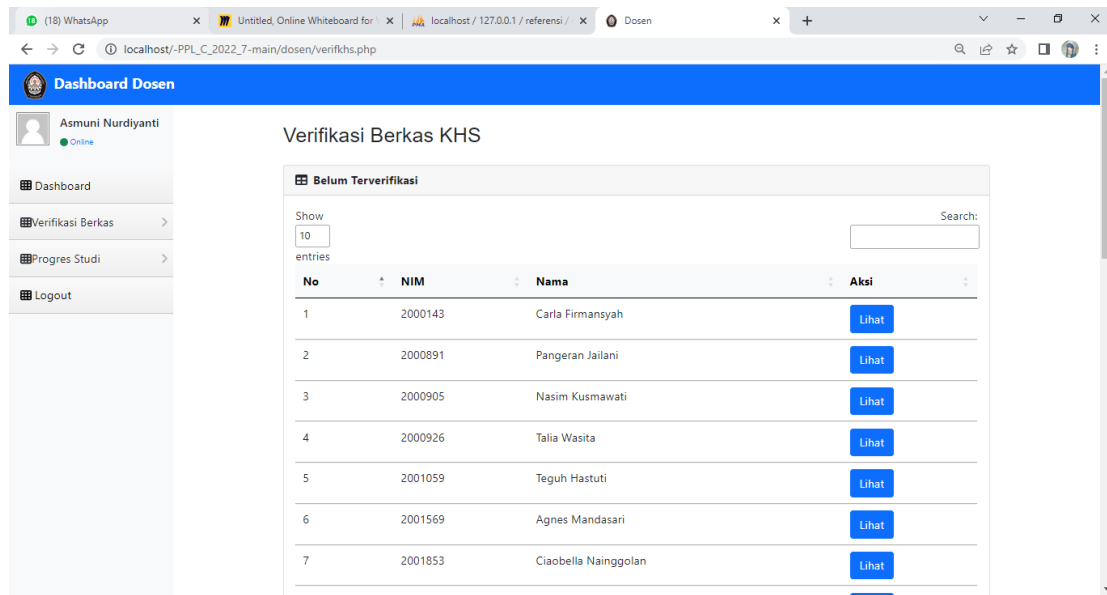 (18) WhatsApp
Untitled, Online Whiteboard for
localhost / 127.0.0.1 / referensi /
Dosen
localhost/-PPL_C_2022_7-main/dosen/verifkhs.php
Dashboard Dosen
Asmuni Nurdiyanti
Online
Dashboard
Verifikasi Berkas
Progres Studi
Logout
Verifikasi Berkas KHS
Belum Terverifikasi
Show
10
entries
Search:
No NIM Nama Aksi
1 2000143 Carla Firmansyah Lihat
2 2000891 Pangeran Jailani Lihat
3 2000905 Nasim Kusmawati Lihat
4 2000926 Talia Wasita Lihat
5 2001059 Teguh Hastuti Lihat
6 2001569 Agnes Mandasari Lihat
7 2001853 Ciaobella Nainggolan Lihat